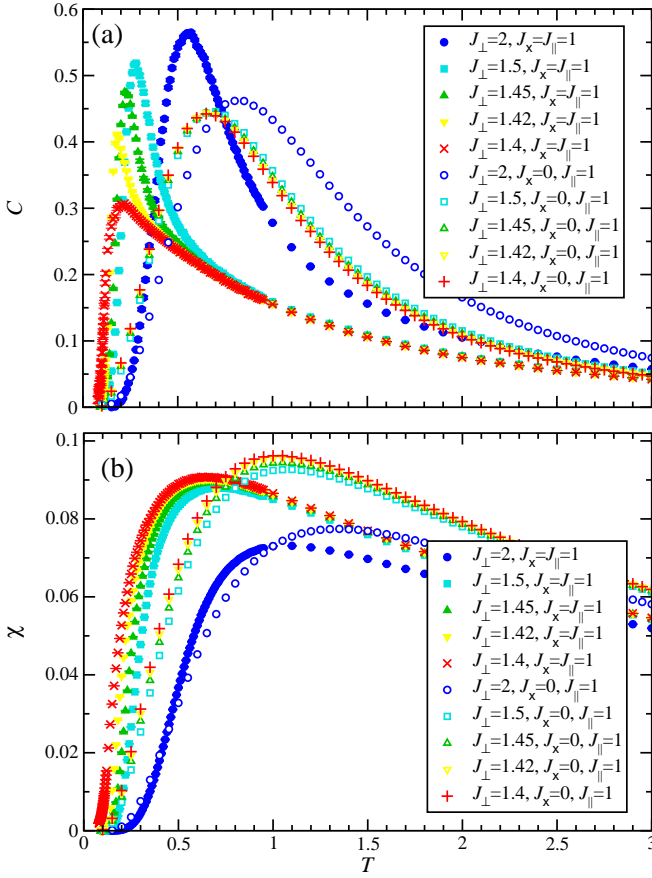 0.6
(a)
J⊥=2, Jx=J∥=1
J⊥=1.5, Jx=J∥=1
J⊥=1.45, Jx=J∥=1
J⊥=1.42, Jx=J∥=1
J⊥=1.4, Jx=J∥=1
J⊥=2, Jx=0, J∥=1
J⊥=1.5, Jx=0, J∥=1
J⊥=1.45, Jx=0, J∥=1
J⊥=1.42, Jx=0, J∥=1
J⊥=1.4, Jx=0, J∥=1
0.5
0.4
C
0.3
0.2
0.1
0
0.1
(b)
0.08
0.06
χ
0.04
0.02
0
J⊥=2, Jx=J∥=1
J⊥=1.5, Jx=J∥=1
J⊥=1.45, Jx=J∥=1
J⊥=1.42, Jx=J∥=1
J⊥=1.4, Jx=J∥=1
J⊥=2, Jx=0, J∥=1
J⊥=1.5, Jx=0, J∥=1
J⊥=1.45, Jx=0, J∥=1
J⊥=1.42, Jx=0, J∥=1
J⊥=1.4, Jx=0, J∥=1
0 0.5 1 1.5 2 2.5 3
T